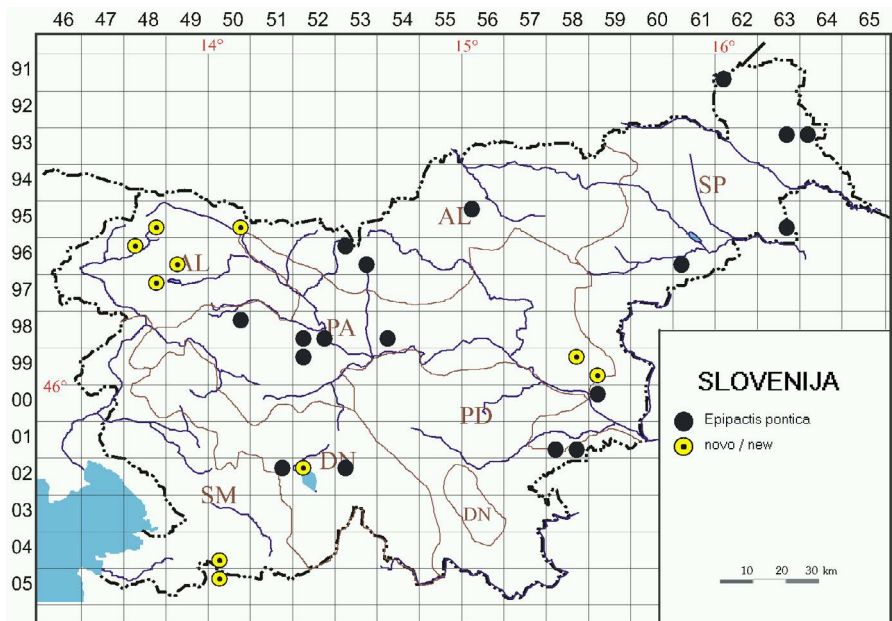 46 48 50 51 52 53 54 55 56 57 58 59 60 61 62 63 64 65
14° 15° 16°
91
92
93
94
SP
95
AL
96
AL
97
98
PA
99
46°
00
PD
01
02
DN
SM
03
DN
04
05
SLOVENIJA
Epipactis pontica
novo / new
10 20 30 km